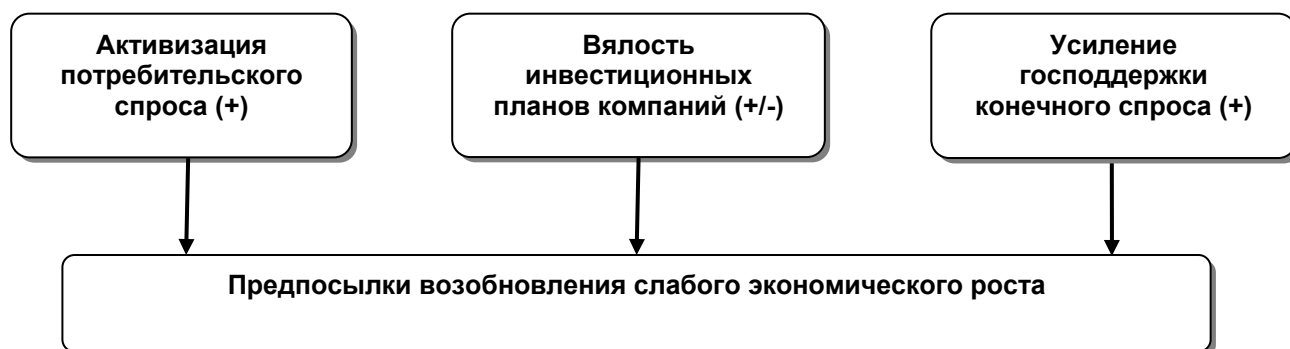 Активизация
потребительского
спроса (+)
Вялость
инвестиционных
планов компаний (+/-)
Усиление
господдержки
конечного спроса (+)
Предпосылки возобновления слабого экономического роста